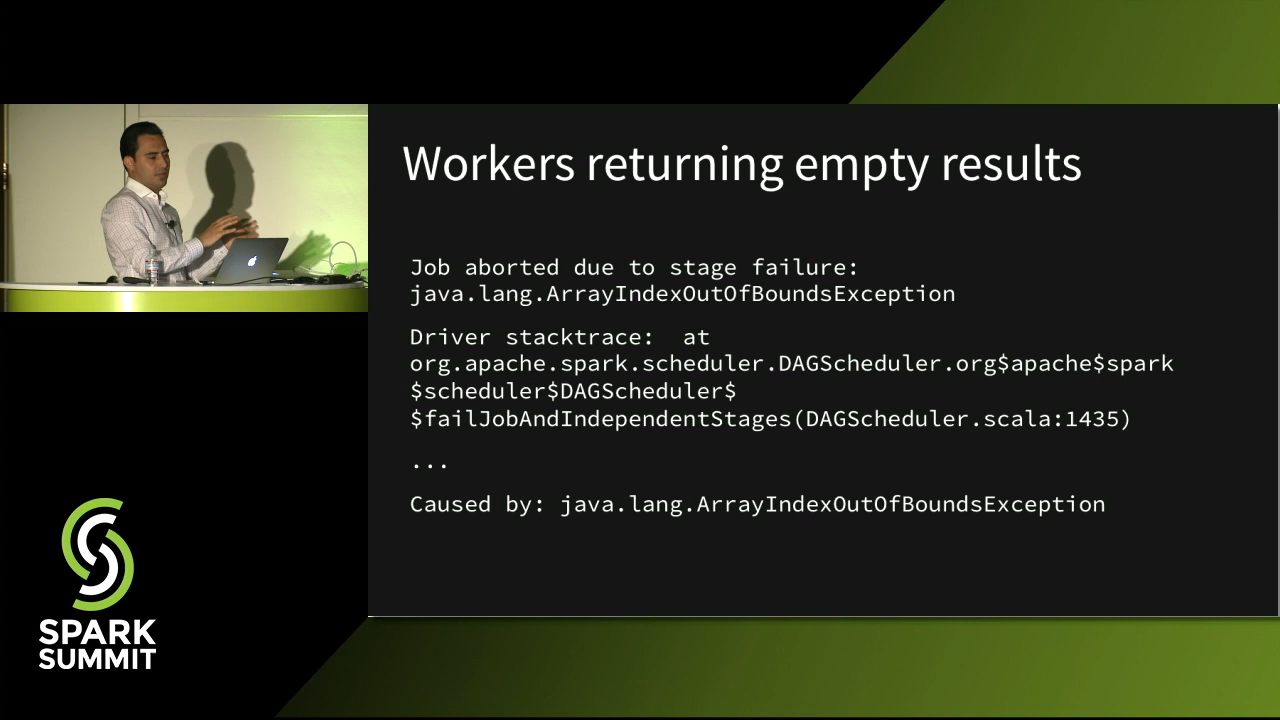 Workers returning empty results
Job aborted due to stage failure:
java.lang.ArrayIndexOutOfBoundsException
Driver stacktrace:  at
org.apache.spark.scheduler.DAGScheduler.org$apache$spark
$scheduler$DAGScheduler$
$failJobAndIndependentStages(DAGScheduler.scala:1435)
...
Caused by: java.lang.ArrayIndexOutOfBoundsException
SPARK
SUMMIT